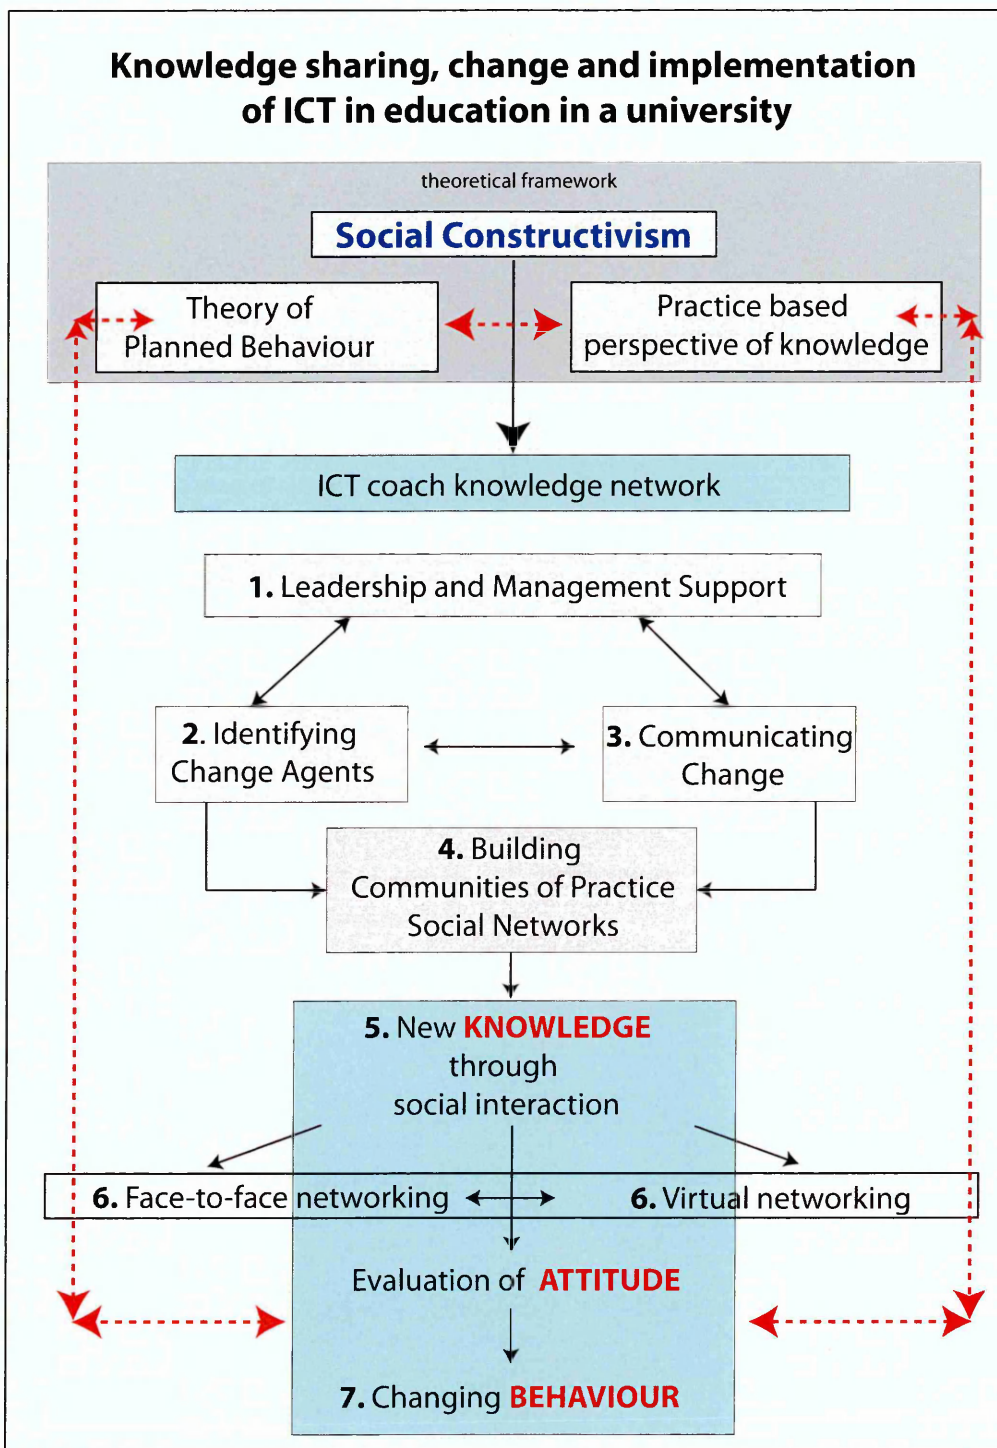 Knowledge sharing, change and implementation
of ICT in education in a university
theoretical framework
Social Constructivism
Theory of
Planned Behaviour
Practice based
perspective of knowledge
ICT coach knowledge network
1. Leadership and Management Support
2. Identifying
Change Agents
3. Communicating
Change
4. Building
Communities of Practice
Social Networks
5. New KNOWLEDGE
through
social interaction
6. Face-to-face networking
6. Virtual networking
Evaluation of ATTITUDE
7. Changing BEHAVIOUR